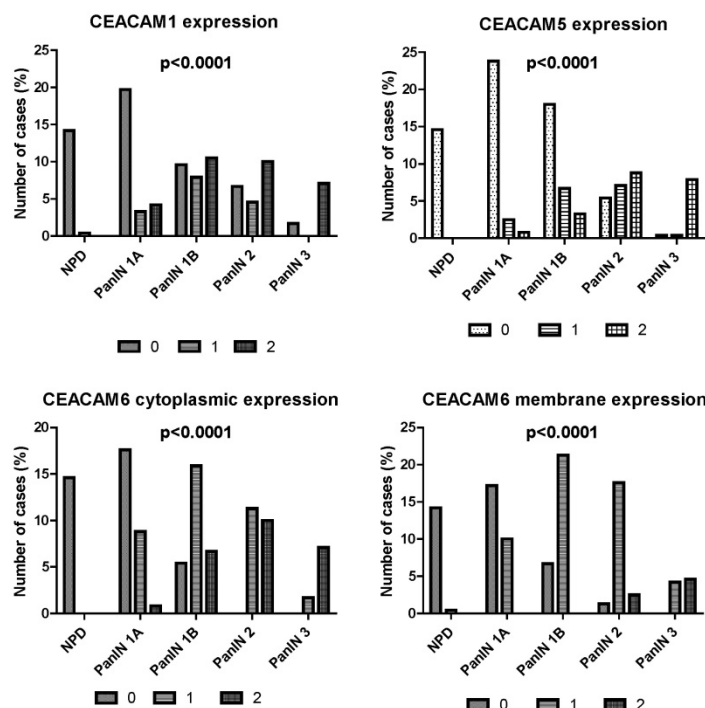 CEACAM1 expression
p<0.0001
Number of cases (%)
25
20
15
10
5
0
NPD
PanIN 1A
PanIN 1B
PanIN 2
PanIN 3
0 1 2
CEACAM5 expression
p<0.0001
Number of cases (%)
25
20
15
10
5
0
NPD
PanIN 1A
PanIN 1B
PanIN 2
PanIN 3
0 1 2
CEACAM6 cytoplasmic expression
p<0.0001
Number of cases (%)
20
15
10
5
0
NPD
PanIN 1A
PanIN 1B
PanIN 2
PanIN 3
0 1 2
CEACAM6 membrane expression
p<0.0001
Number of cases (%)
25
20
15
10
5
0
NPD
PanIN 1A
PanIN 1B
PanIN 2
PanIN 3
0 1 2